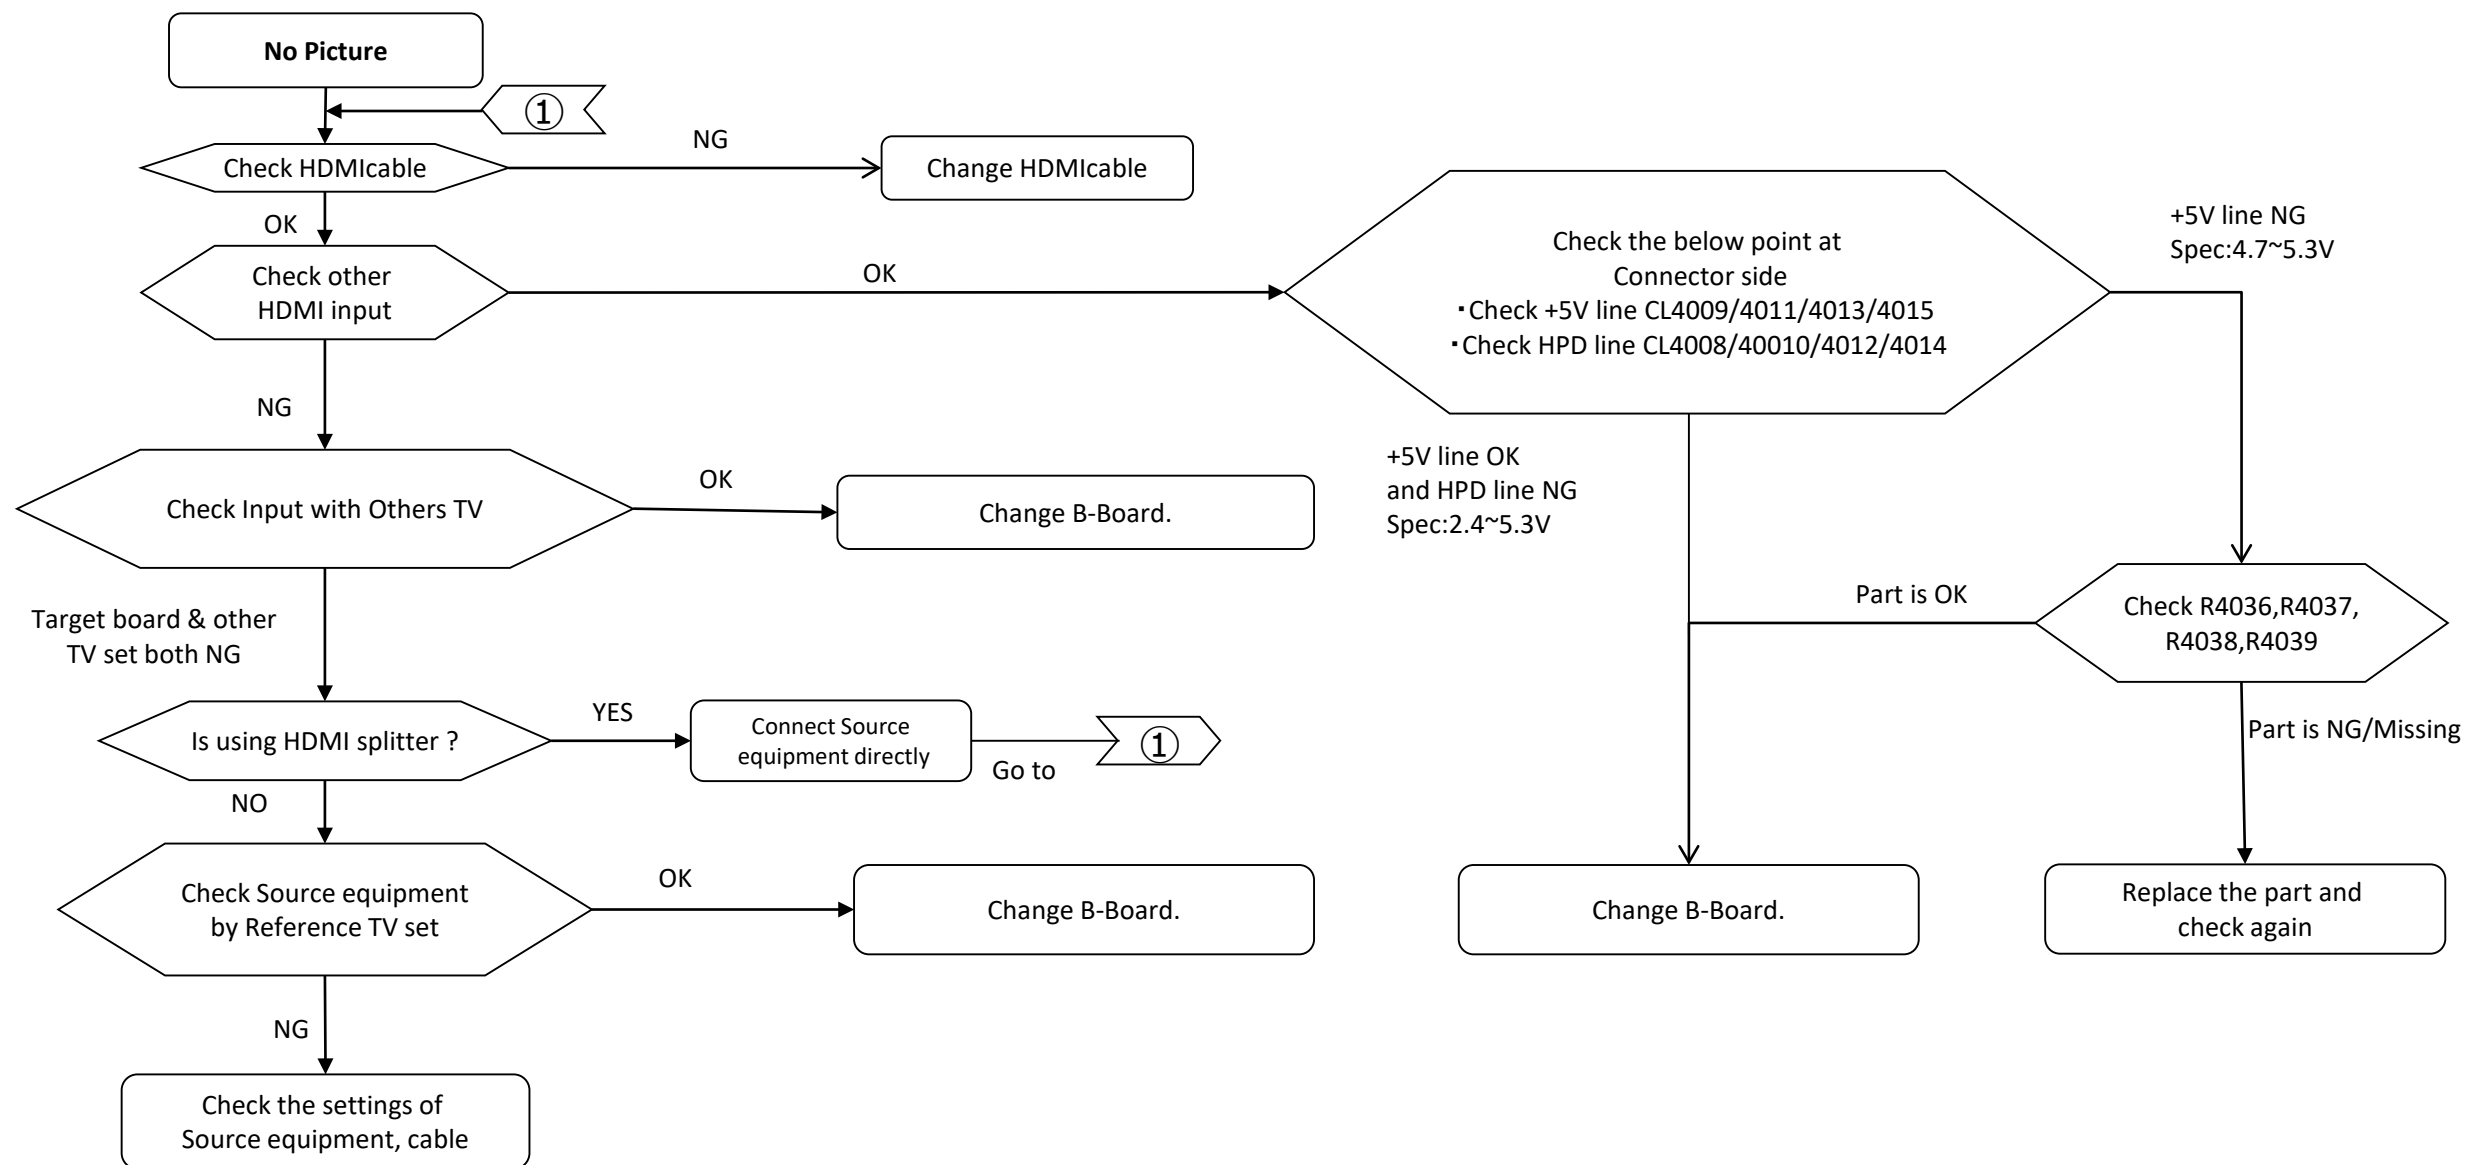 No Picture
①
NG
Check HDMIcable
Change HDMIcable
OK
Check other
HDMI input
OK
Check the below point at
Connector side
・Check +5V line CL4009/4011/4013/4015
・Check HPD line CL4008/40010/4012/4014
+5V line NG
Spec:4.7~5.3V
NG
Check Input with Others TV
OK
Change B-Board.
+5V line OK
and HPD line NG
Spec:2.4~5.3V
Part is OK
Check R4036,R4037,
R4038,R4039
Target board & other
TV set both NG
Is using HDMI splitter ?
YES
Connect Source
equipment directly
Go to
①
Part is NG/Missing
NO
Check Source equipment
by Reference TV set
OK
Change B-Board.
Change B-Board.
Replace the part and
check again
NG
Check the settings of
Source equipment, cable